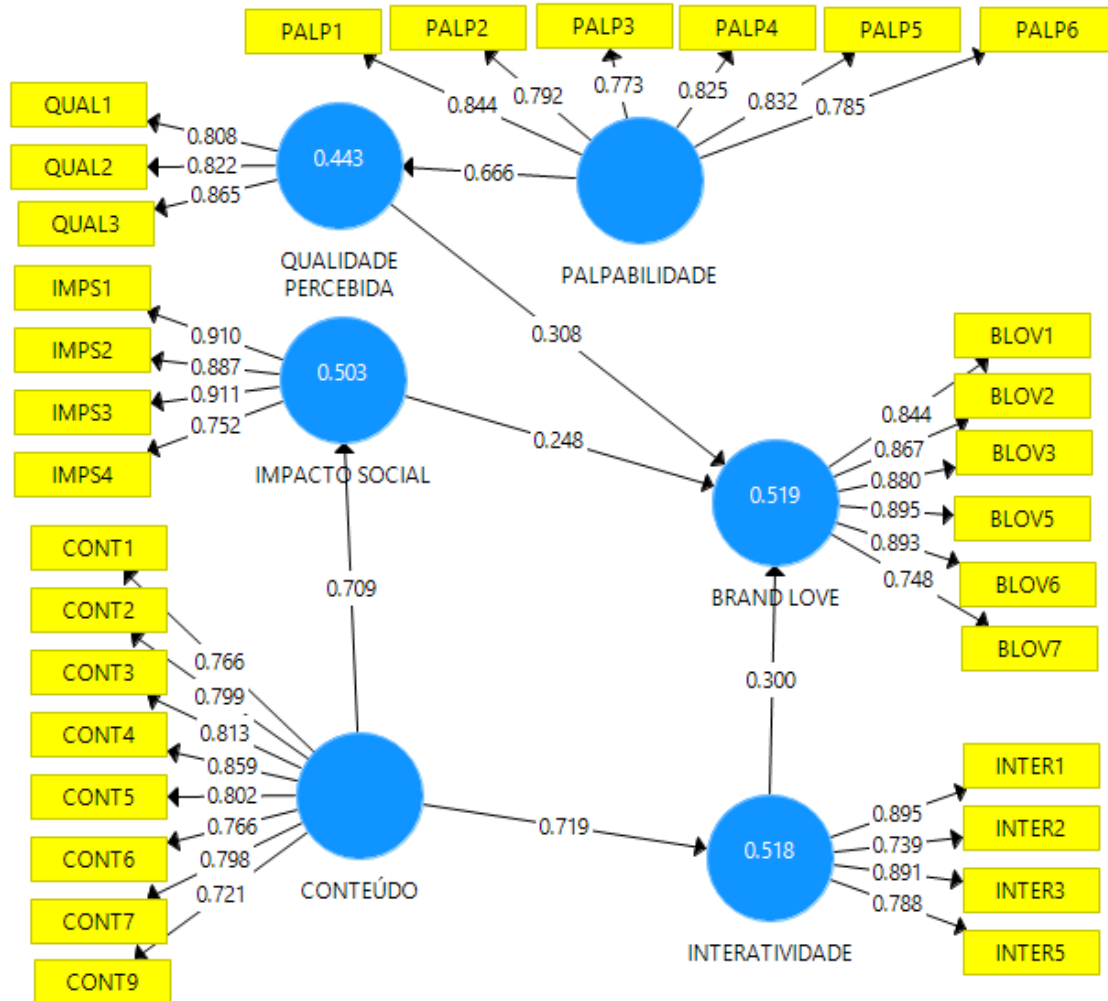 PALP1
PALP2
PALP3
PALP4
PALP5
PALP6
0.844
0.792
0.773
0.825
0.832
0.785
QUAL1
QUAL2
QUAL3
0.808
0.822
0.865
0.443
0.666
QUALIDADE
PERCEBIDA
PALPABILIDADE
IMPS1
IMPS2
IMPS3
IMPS4
0.910
0.887
0.911
0.752
0.503
IMPACTO SOCIAL
0.308
0.248
BLOV1
BLOV2
BLOV3
BLOV5
BLOV6
BLOV7
0.844
0.867
0.880
0.895
0.893
0.748
0.519
BRAND LOVE
CONT1
CONT2
CONT3
CONT4
CONT5
CONT6
CONT7
CONT9
0.766
0.799
0.813
0.859
0.802
0.766
0.798
0.721
0.709
CONTEÚDO
0.719
0.300
INTER1
INTER2
INTER3
INTER5
0.895
0.739
0.891
0.788
0.518
INTERATIVIDADE